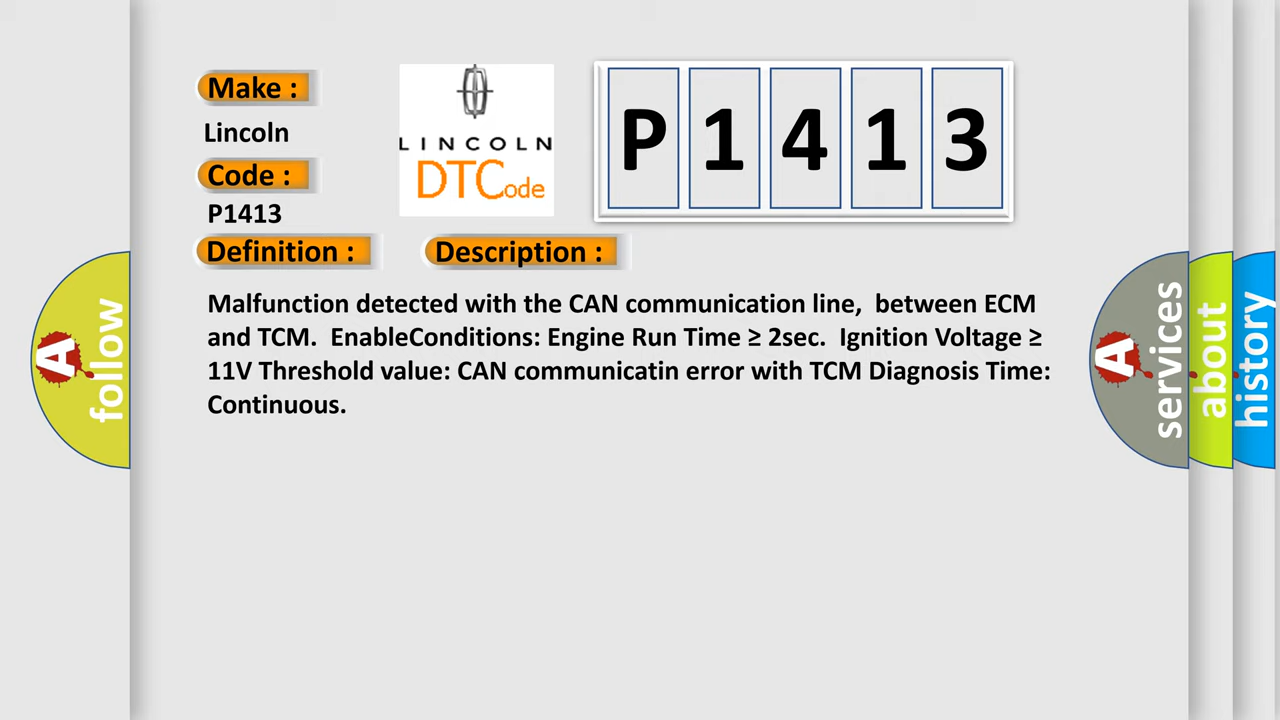 Make :
Lincoln
Code :
P1413
LINCOLN
DTCode
P 1 4 1 3
Definition :
Description :
Malfunction detected with the CAN communication line,  between ECM
and TCM.  EnableConditions: Engine Run Time ≥ 2sec.  Ignition Voltage ≥
11V Threshold value: CAN communicatin error with TCM Diagnosis Time:
Continuous.
A
follow
A
services
about
history